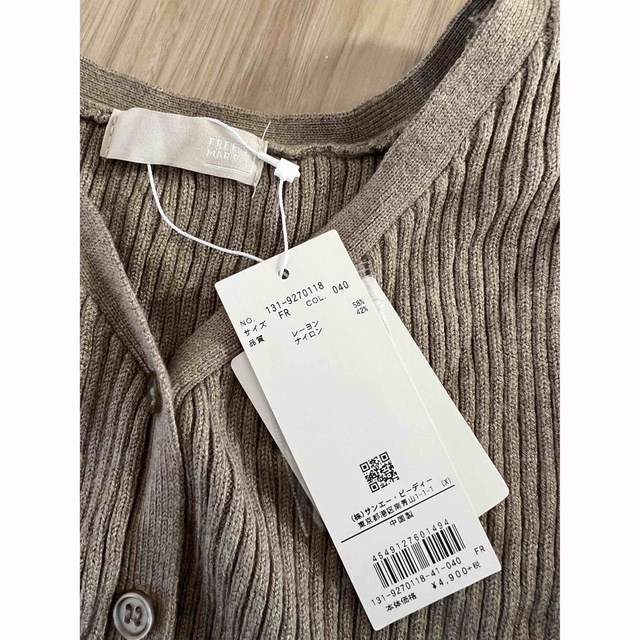 FREE'S
MART
NO. 131-9270118
サイズ FR COL. 040
品質 レーヨン 58%
ナイロン 42%
(株)サンエー・ビーディー
東京都港区南青山1-1-1 (X)
中国製
4549127601494
131-9270118-41-040 FR
本体価格 ¥4,900+税